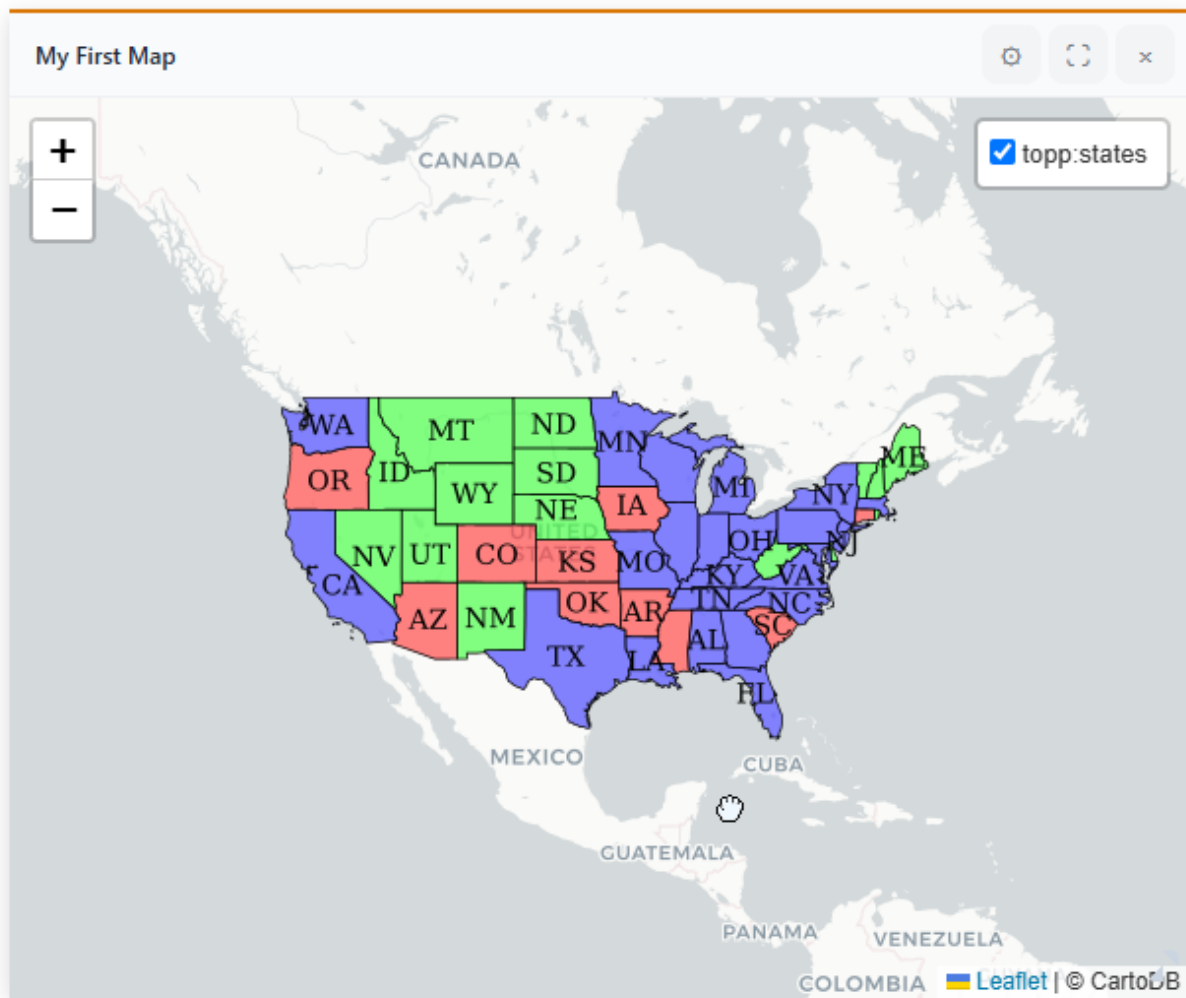 My First Map
+
−
topp:states
CANADA
WA
MT
ND
MN
OR
ID
SD
WY
NE
IA
MI
NY
ME
UNITED
STATES
NV
UT
CO
KS
MO
OH
NJ
CA
KY
VA
AZ
NM
OK
AR
TN
NC
SC
TX
LA
AL
FL
MEXICO
CUBA
GUATEMALA
PANAMA
VENEZUELA
COLOMBIA
Leaflet | © CartoDB